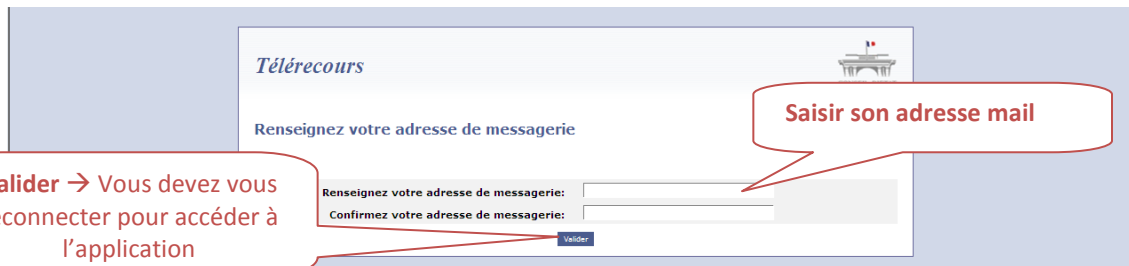 Télérecours
Saisir son adresse mail
Renseignez votre adresse de messagerie
alider → Vous devez vous
econnecter pour accéder à
l’application
Renseignez votre adresse de messagerie:
Confirmez votre adresse de messagerie:
Valider